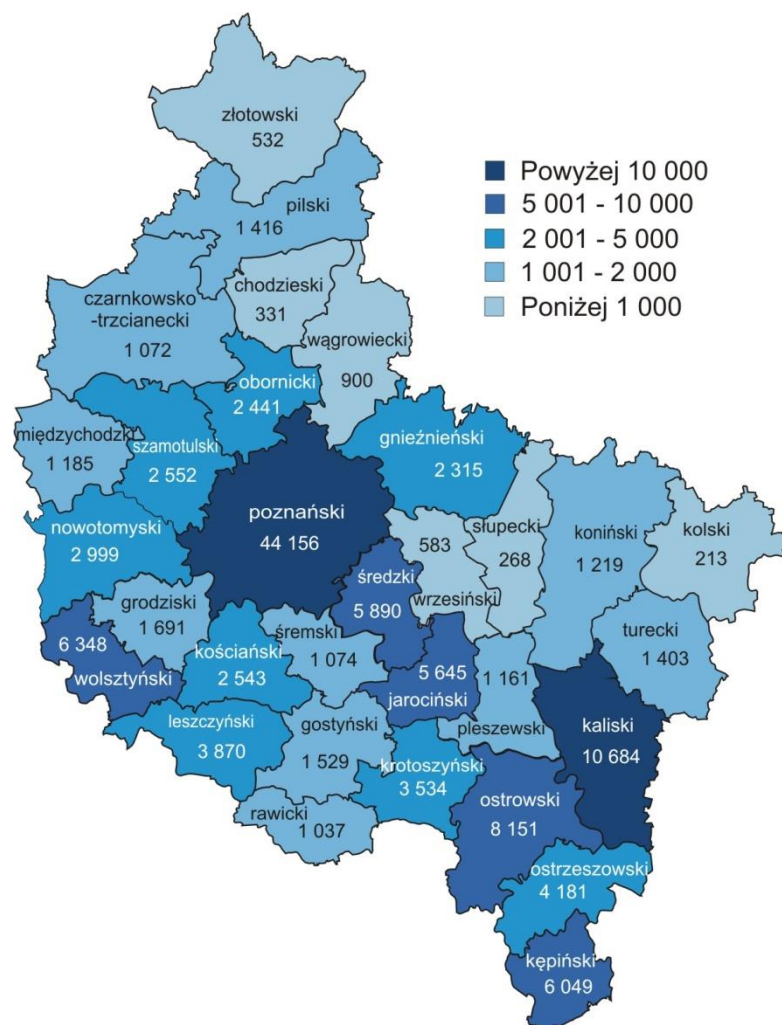 złotowski
532
Powyżej 10 000
5 001 - 10 000
2 001 - 5 000
1 001 - 2 000
Poniżej 1 000
pilski
1 416
chodzieski
331
czarnkowsko
-trzcianecki
1 072
wągrowiecki
900
obornicki
2 441
międzychodzki
1 185
szamotulski
2 552
gnieźnieński
2 315
nowotomyski
2 999
poznański
44 156
583
wrzesiński
słupecki
268
koniński
1 219
kolski
213
średzki
5 890
grodziski
1 691
6 348
wolsztyński
kościański
2 543
śremski
1 074
5 645
jarociński
1 161
pleszewski
turecki
1 403
kaliski
10 684
leszczyński
3 870
gostyński
1 529
krotoszyński
3 534
ostrowski
8 151
rawicki
1 037
ostrzeszowski
4 181
kępiński
6 049